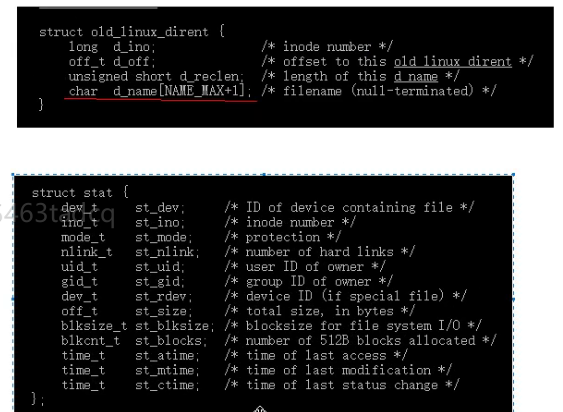 struct old_linux_dirent {
long d_ino; /* inode number */
off_t d_off; /* offset to this old_linux_dirent */
unsigned short d_reclen; /* length of this d_name */
char d_name[NAME_MAX+1]; /* filename (null-terminated) */
}
struct stat {
dev_t st_dev; /* ID of device containing file */
ino_t st_ino; /* inode number */
mode_t st_mode; /* protection */
nlink_t st_nlink; /* number of hard links */
uid_t st_uid; /* user ID of owner */
gid_t st_gid; /* group ID of owner */
dev_t st_rdev; /* device ID (if special file) */
off_t st_size; /* total size, in bytes */
blksize_t st_blksize; /* blocksize for file system I/O */
blkcnt_t st_blocks; /* number of 512B blocks allocated */
time_t st_atime; /* time of last access */
time_t st_mtime; /* time of last modification */
time_t st_ctime; /* time of last status change */
};